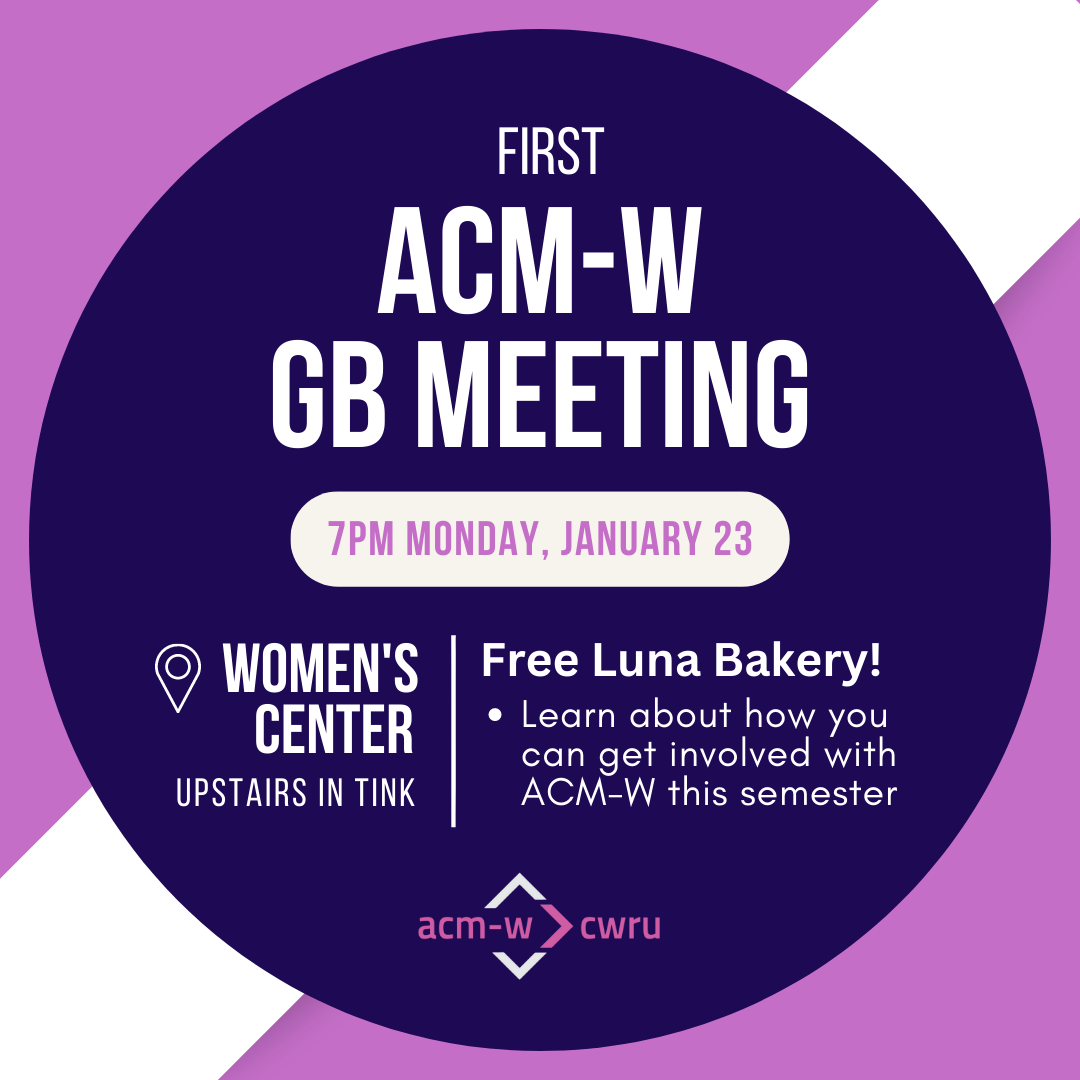 FIRST
ACM-W
GB MEETING
7PM MONDAY, JANUARY 23
WOMEN'S
CENTER
UPSTAIRS IN TINK
Free Luna Bakery!
• Learn about how you
can get involved with
ACM-W this semester
acm-w cwru